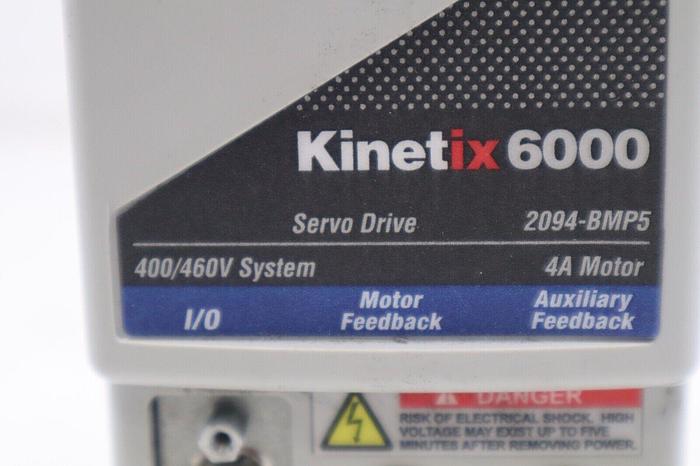 Kinetix 6000
Servo Drive 2094-BMP5
400/460V System 4A Motor
I/O Motor Feedback Auxiliary Feedback
DANGER
RISK OF ELECTRICAL SHOCK. HIGH
VOLTAGE MAY EXIST UP TO FIVE
MINUTES AFTER REMOVING POWER.